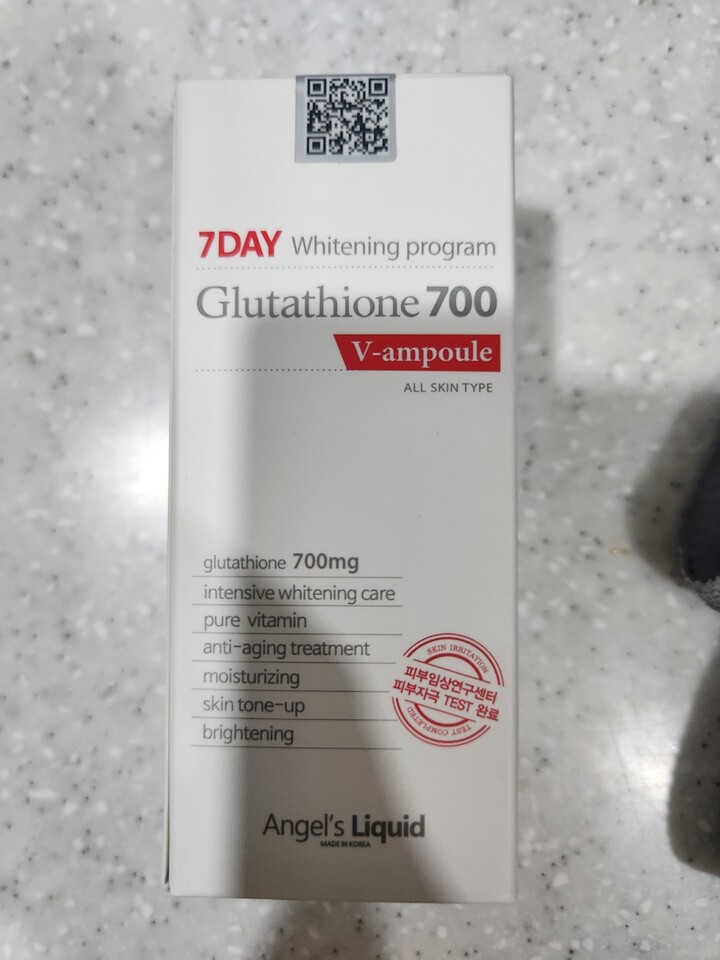 7DAY Whitening program
Glutathione 700
V-ampoule
ALL SKIN TYPE
glutathione 700mg
intensive whitening care
pure vitamin
anti-aging treatment
moisturizing
skin tone-up
brightening
SKIN IRRITATION
피부임상연구센터
피부자극 TEST 완료
TEST COMPLETED
Angel's Liquid
MADE IN KOREA